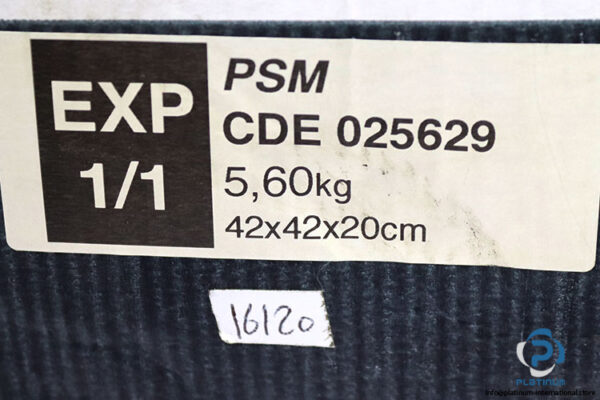 EXP
1/1
PSM
CDE 025629
5,60kg
42x42x20cm
16120
PLATINUM
info@platinum-international.store